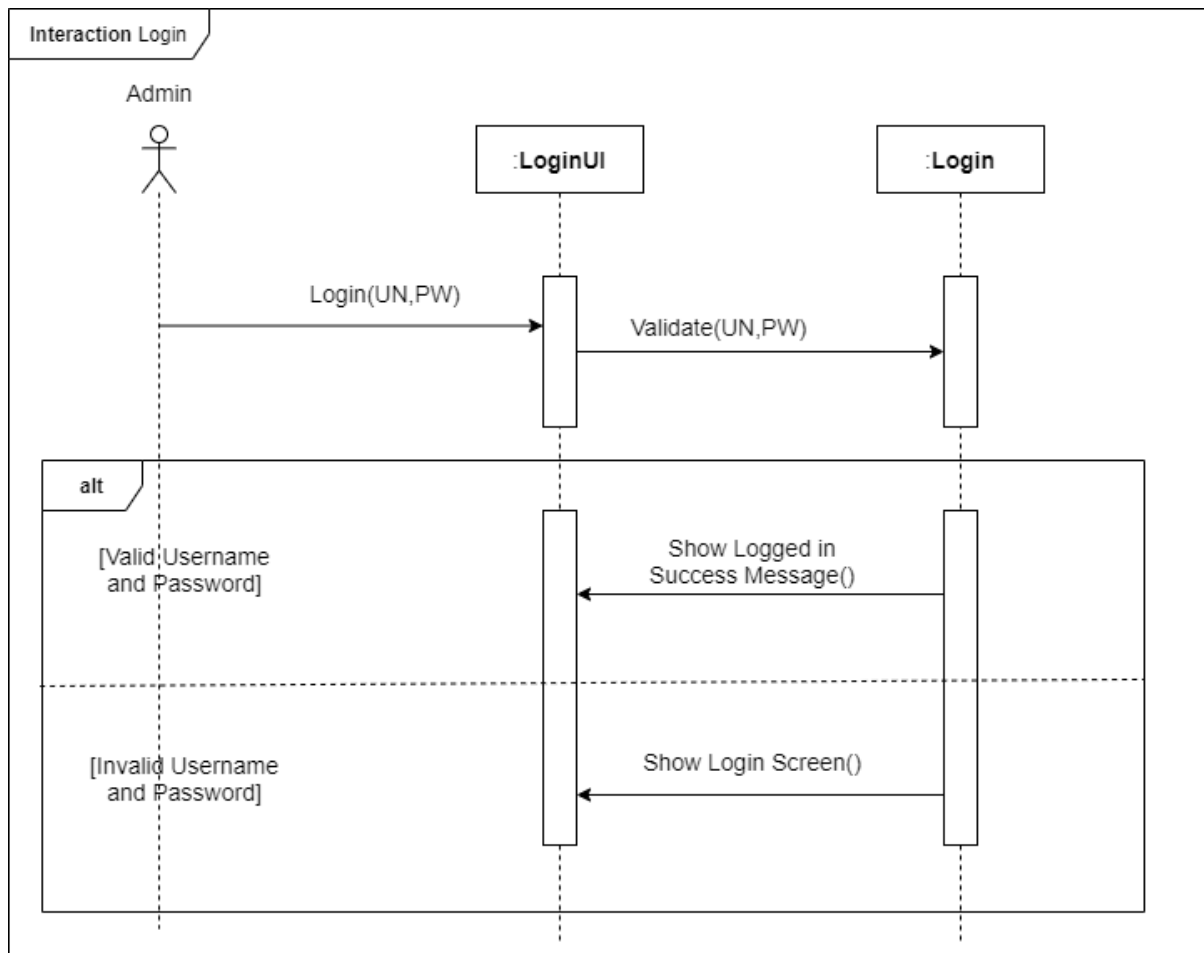 Interaction Login
Admin
:LoginUI
:Login
Login(UN,PW)
Validate(UN,PW)
alt
[Valid Username
and Password]
Show Logged in
Success Message()
[Invalid Username
and Password]
Show Login Screen()